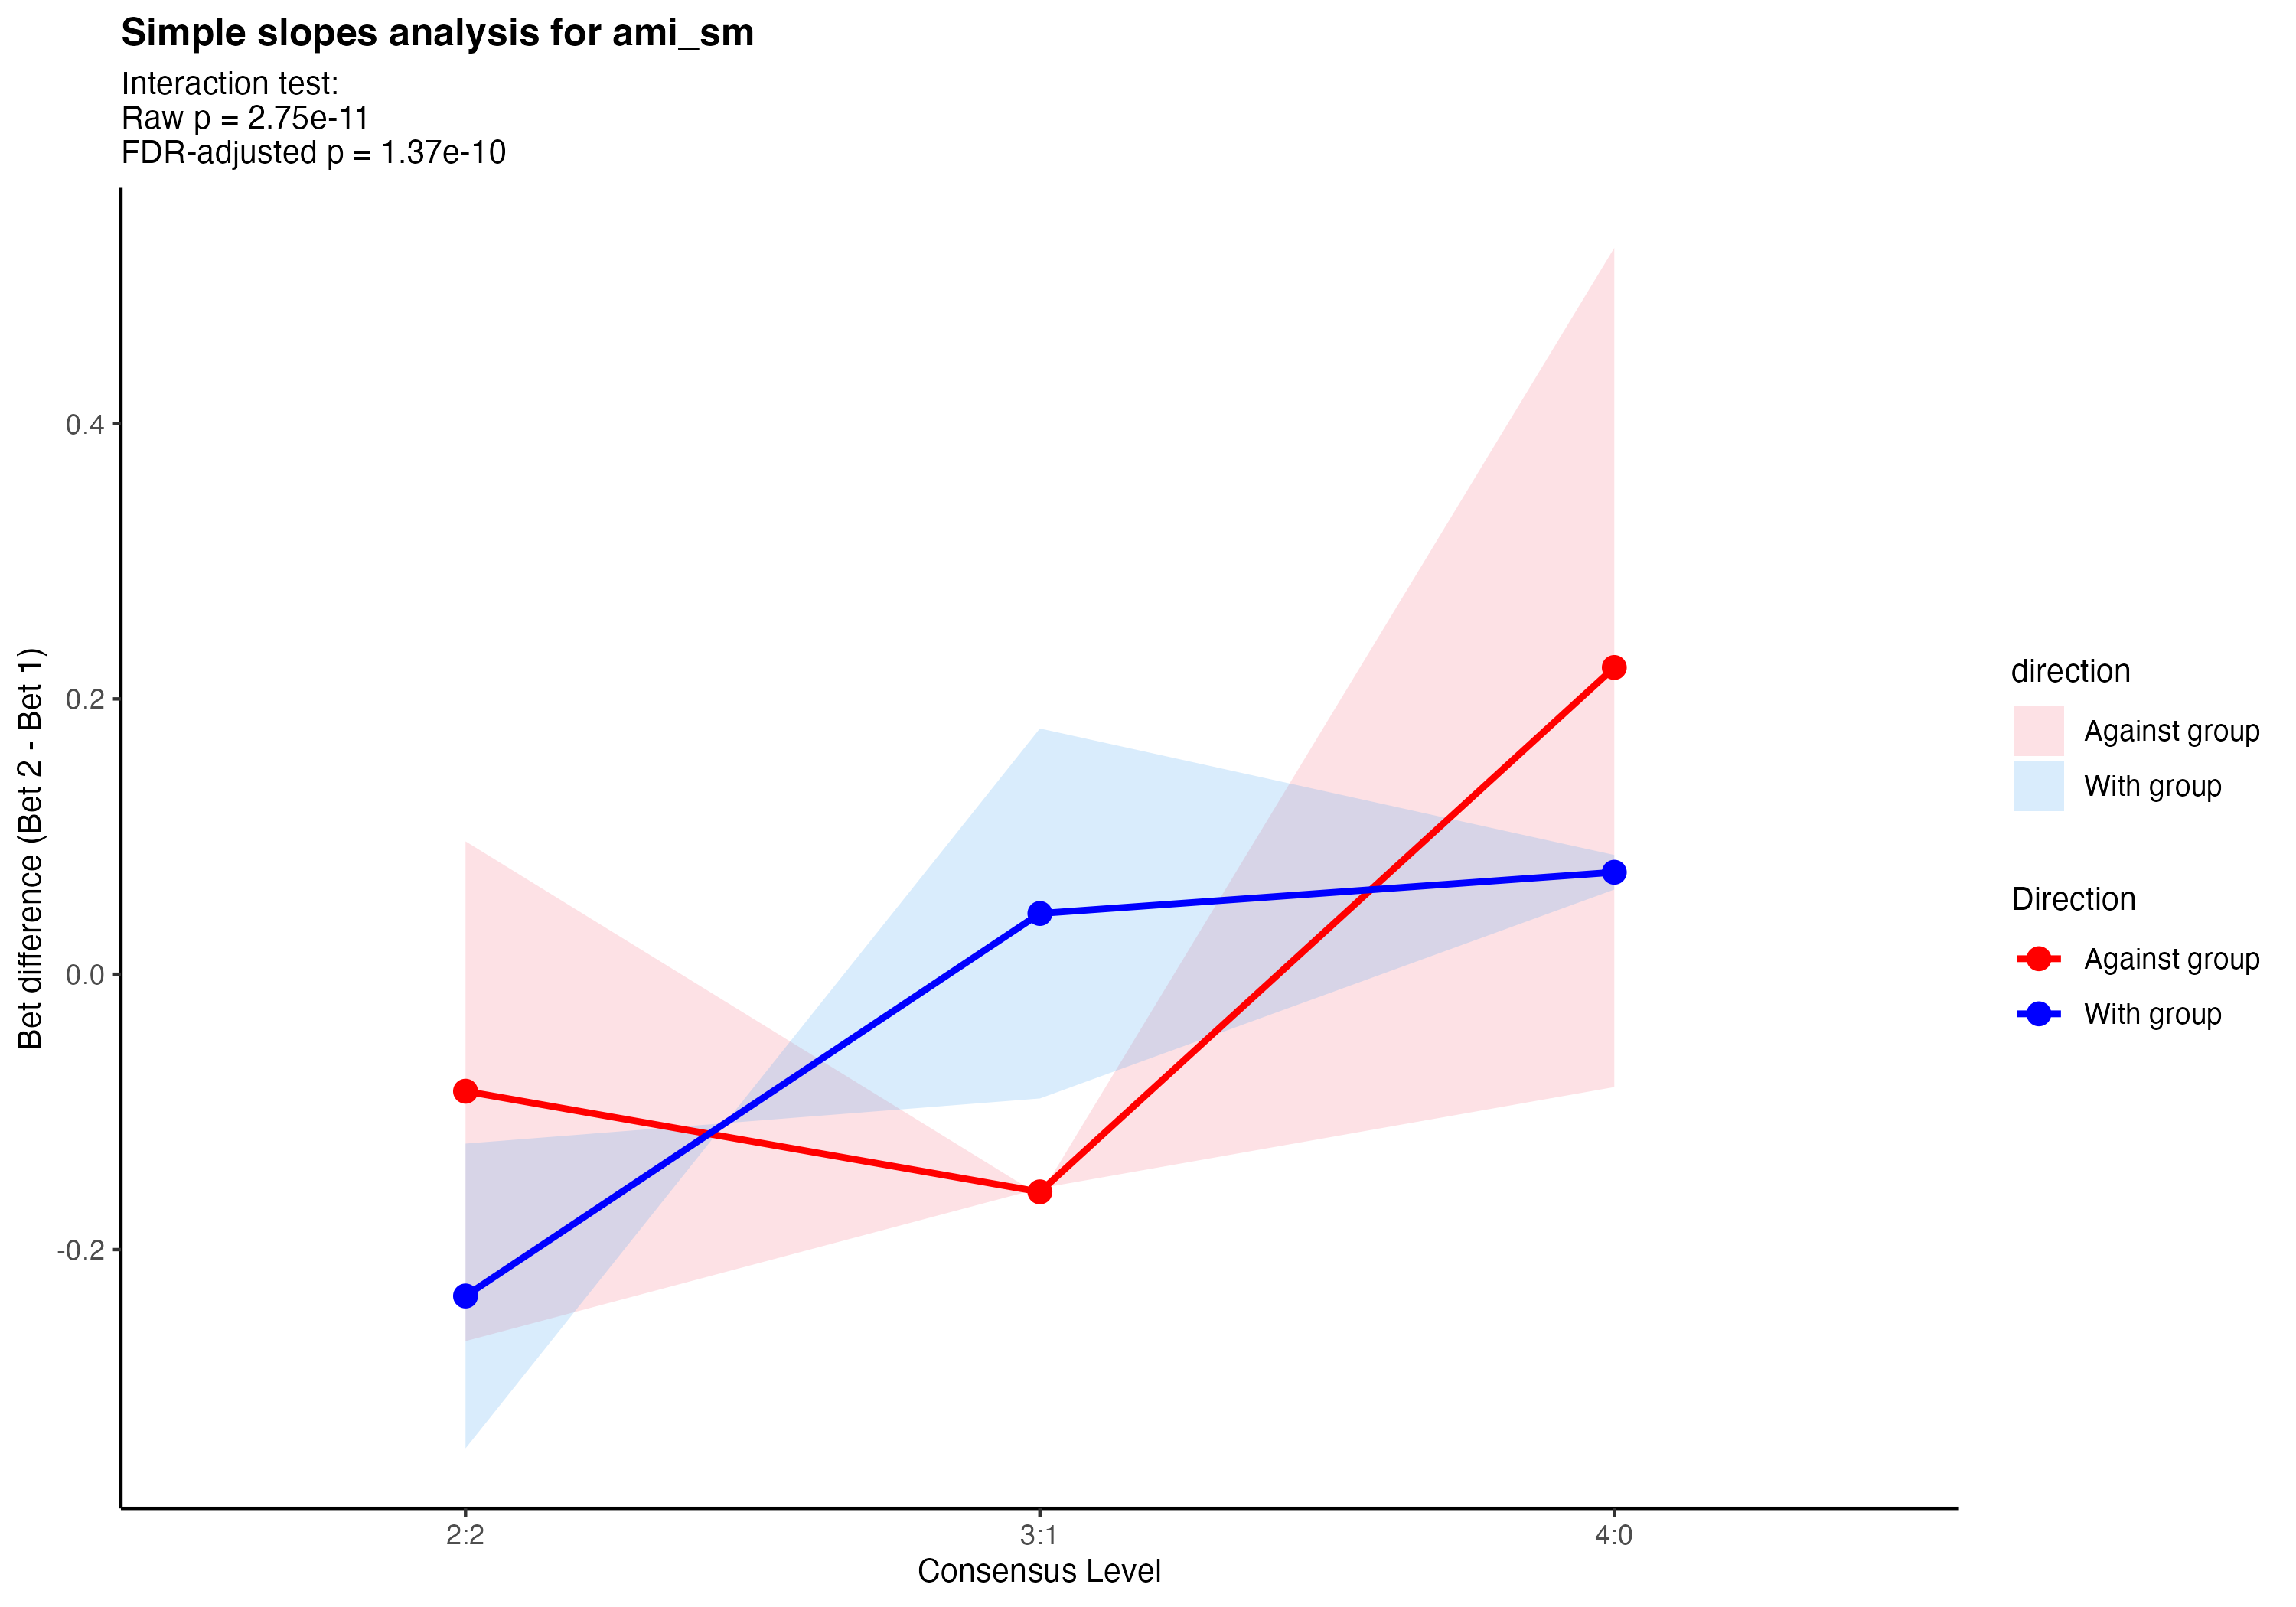 Simple slopes analysis for ami_sm
Interaction test:
Raw p = 2.75e-11
FDR-adjusted p = 1.37e-10
Bet difference (Bet 2 - Bet 1)
0.4
0.2
0.0
-0.2
2:2
3:1
4:0
Consensus Level
direction
Against group
With group
Direction
Against group
With group